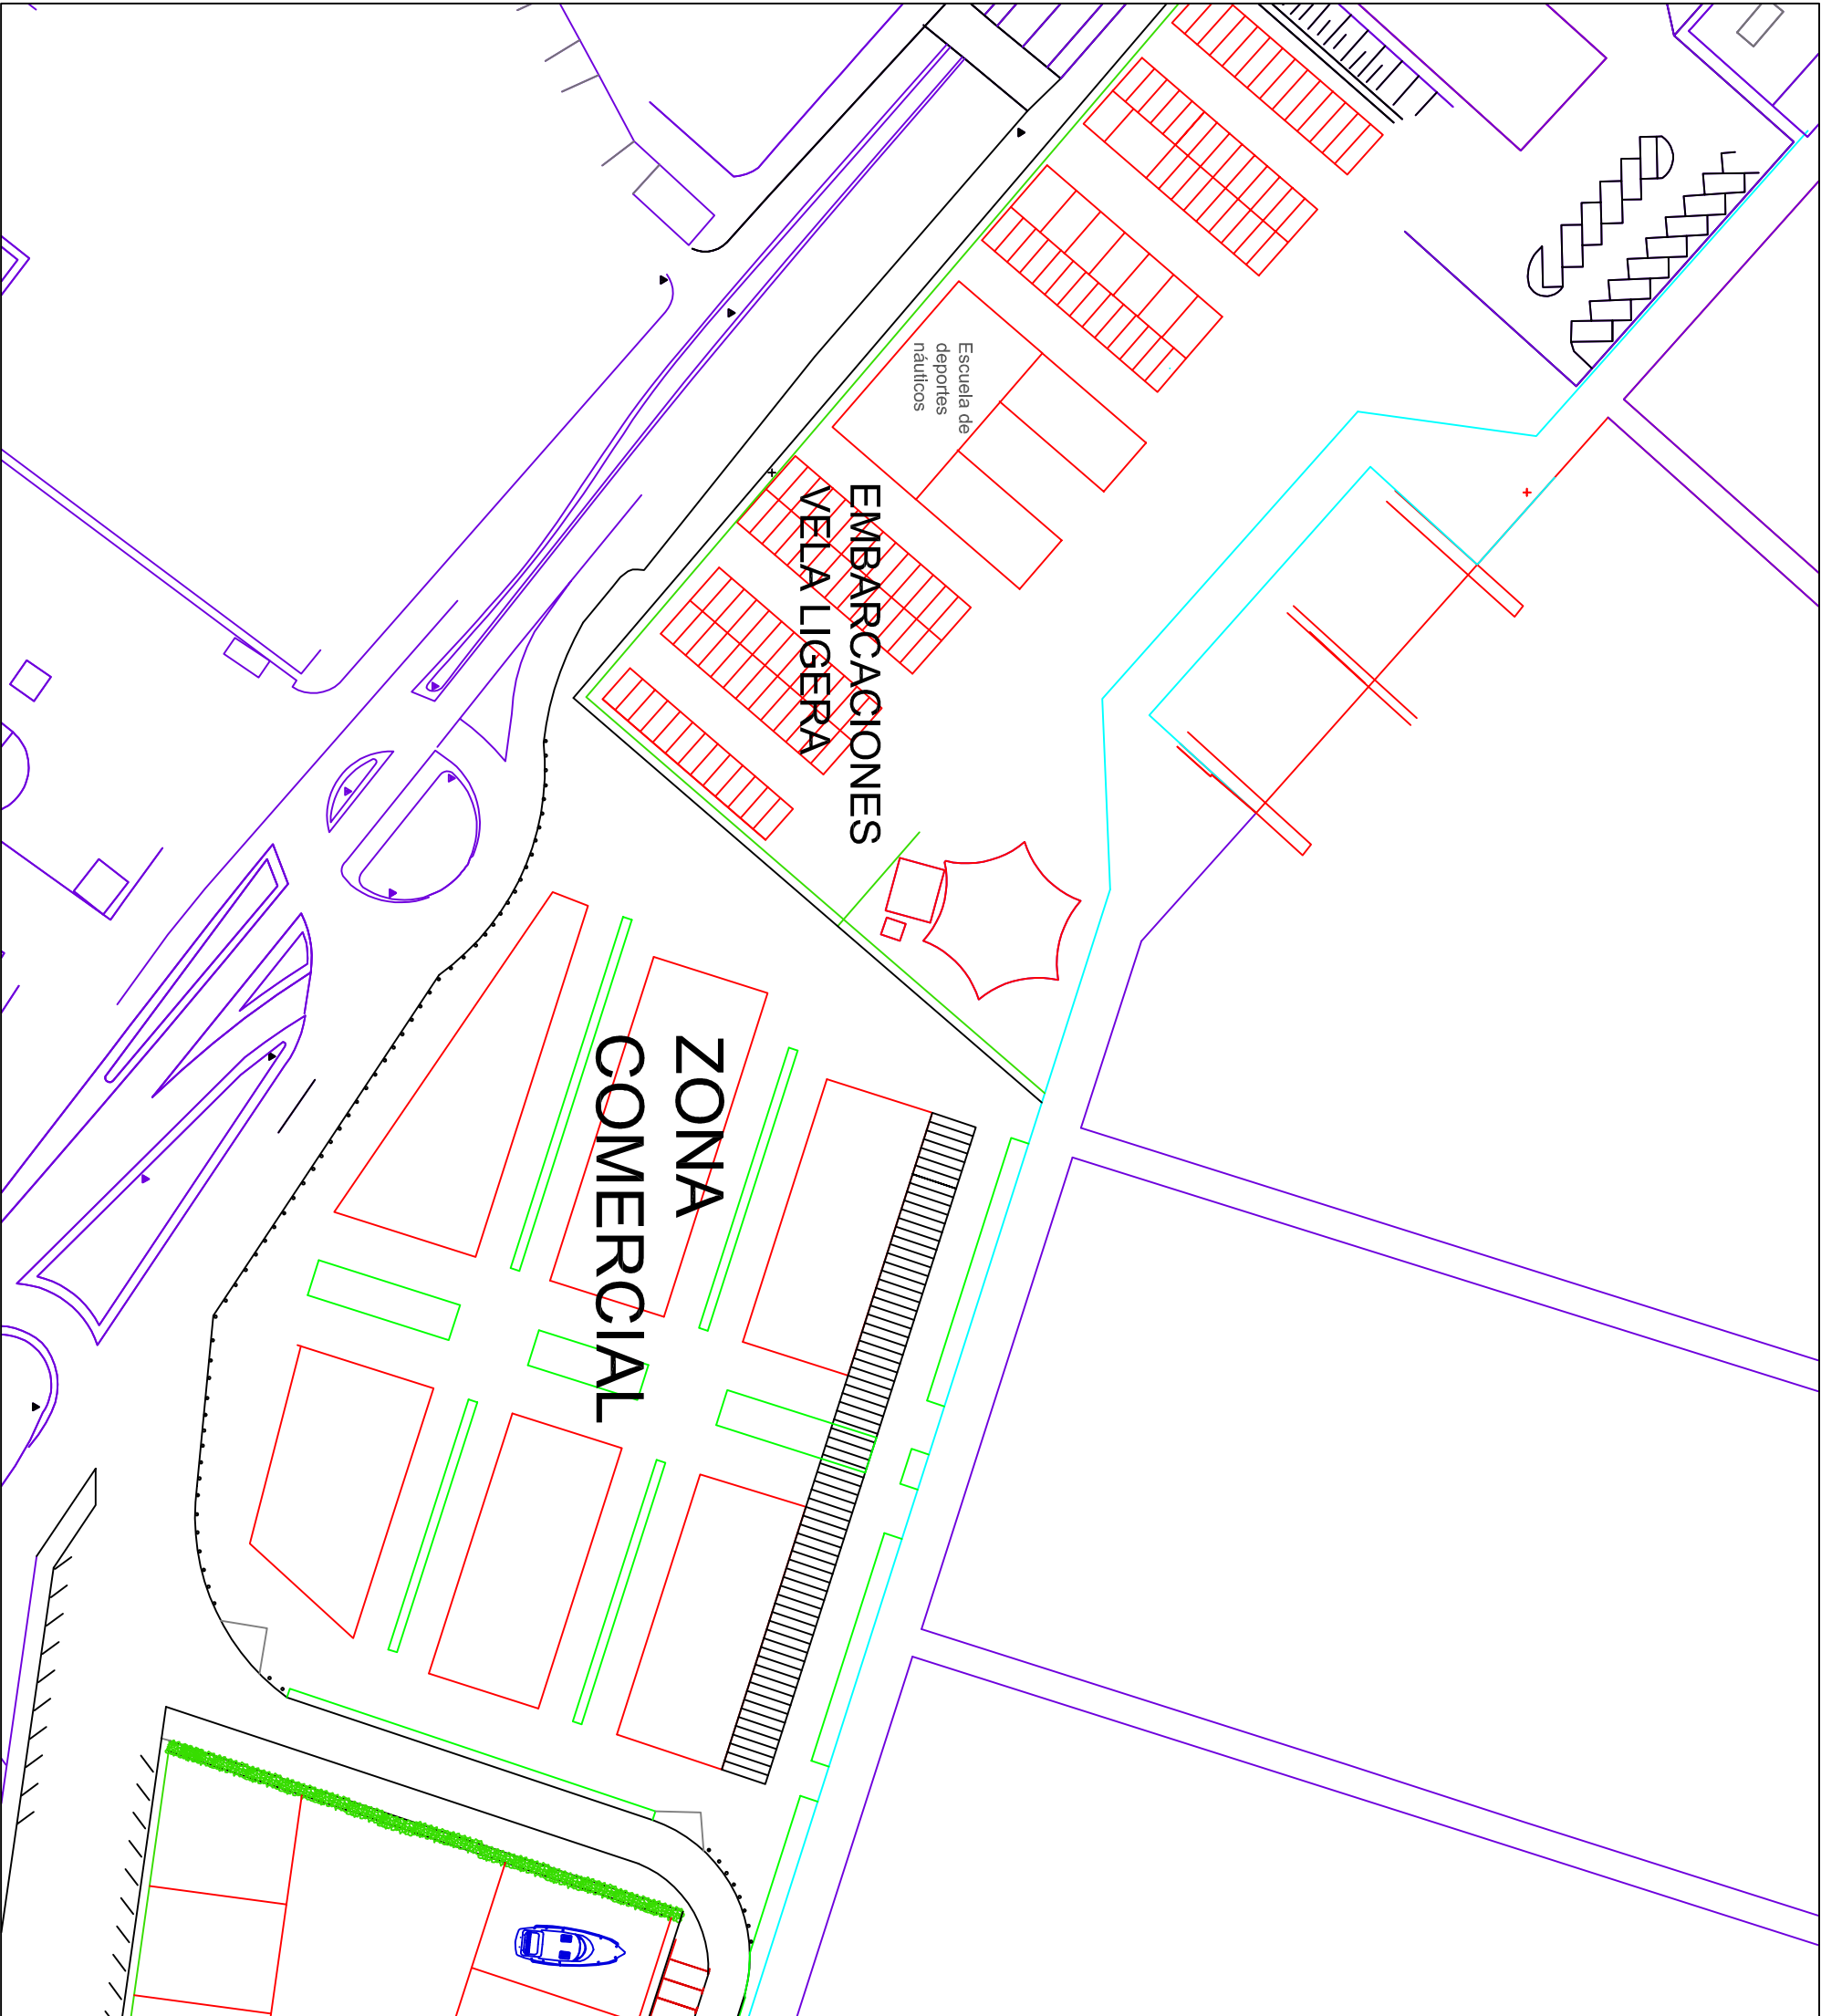 Escuela de
deportes
náuticos
EMBARCACIONES
VELA LIGERA
ZONA
COMERCIAL